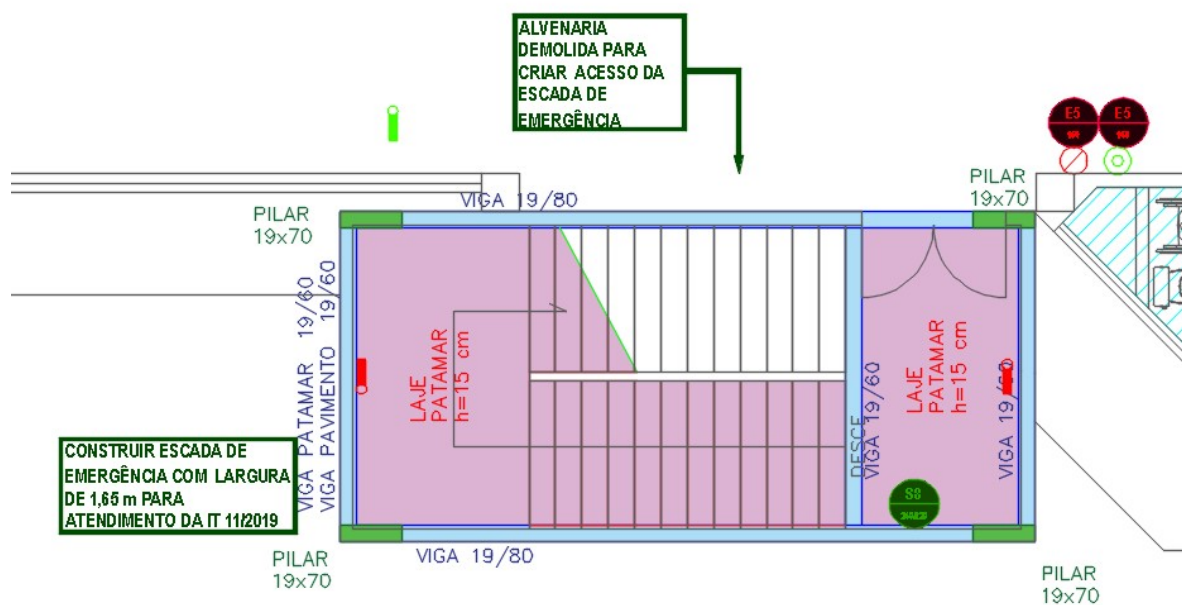 ALVENARIA
DEMOLIDA PARA
CRIAR ACESSO DA
ESCADA DE
EMERGÊNCIA
E5
E5
PILAR
19x70
VIGA 19/80
PILAR
19x70
VIGA PATAMAR 19/60
VIGA PAVIMENTO 19/60
LAJE
PATAMAR
h=15 cm
DESCE
VIGA 19/60
LAJE
PATAMAR
h=15 cm
VIGA 19/60
CONSTRUIR ESCADA DE
EMERGÊNCIA COM LARGURA
DE 1,65 m PARA
ATENDIMENTO DA IT 11/2019
S8
VIGA 19/80
PILAR
19x70
PILAR
19x70